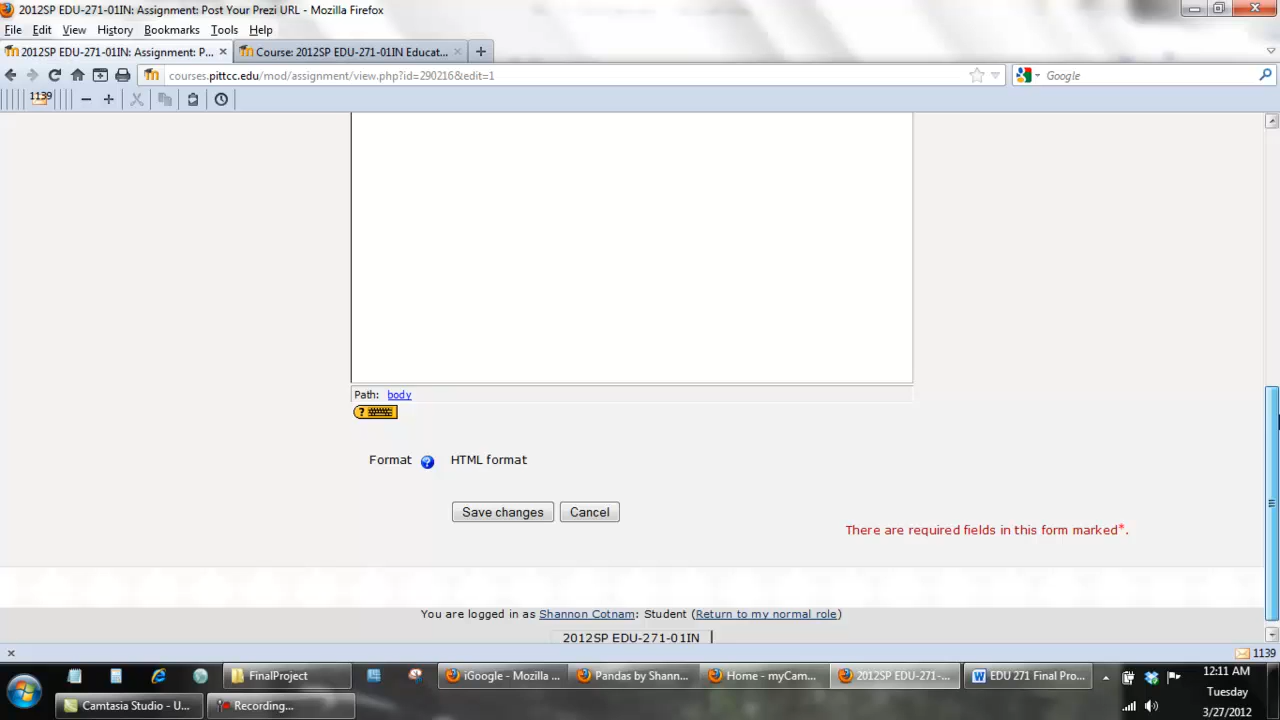 2012SP EDU-271-01IN: Assignment: Post Your Prezi URL - Mozilla Firefox
File Edit View History Bookmarks Tools Help
2012SP EDU-271-01IN: Assignment: P... Course: 2012SP EDU-271-01IN Educat...
courses.pittcc.edu/mod/assignment/view.php?id=290216&edit=1 Google
1139
Path: body
?
Format ? HTML format
Save changes Cancel
There are required fields in this form marked*.
You are logged in as Shannon Cotnam: Student (Return to my normal role)
2012SP EDU-271-01IN
1139
FinalProject iGoogle - Mozilla ... Pandas by Shann... Home - myCam... 2012SP EDU-271-... EDU 271 Final Pro... 12:11 AM
Tuesday
Camtasia Studio - U... Recording... 3/27/2012